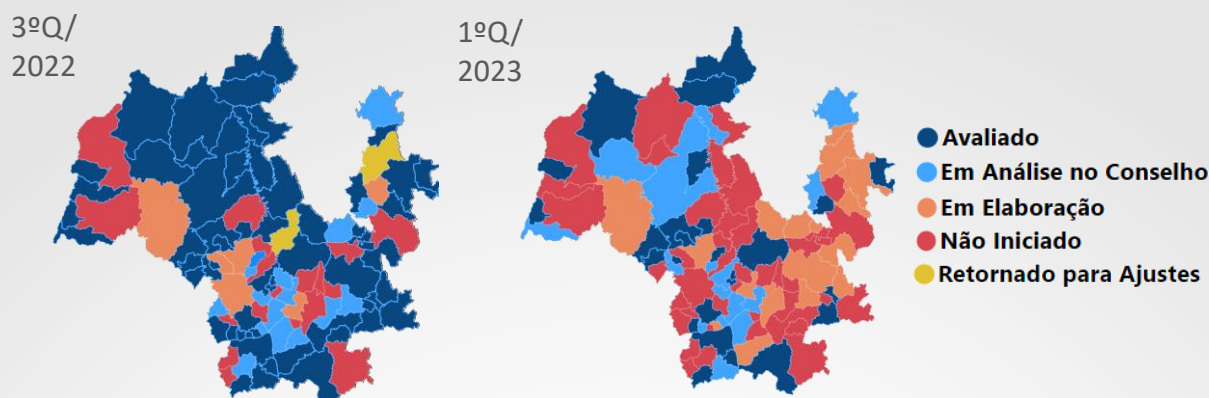 3ºQ/
2022
1ºQ/
2023
Avaliado
Em Análise no Conselho
Em Elaboração
Não Iniciado
Retornado para Ajustes